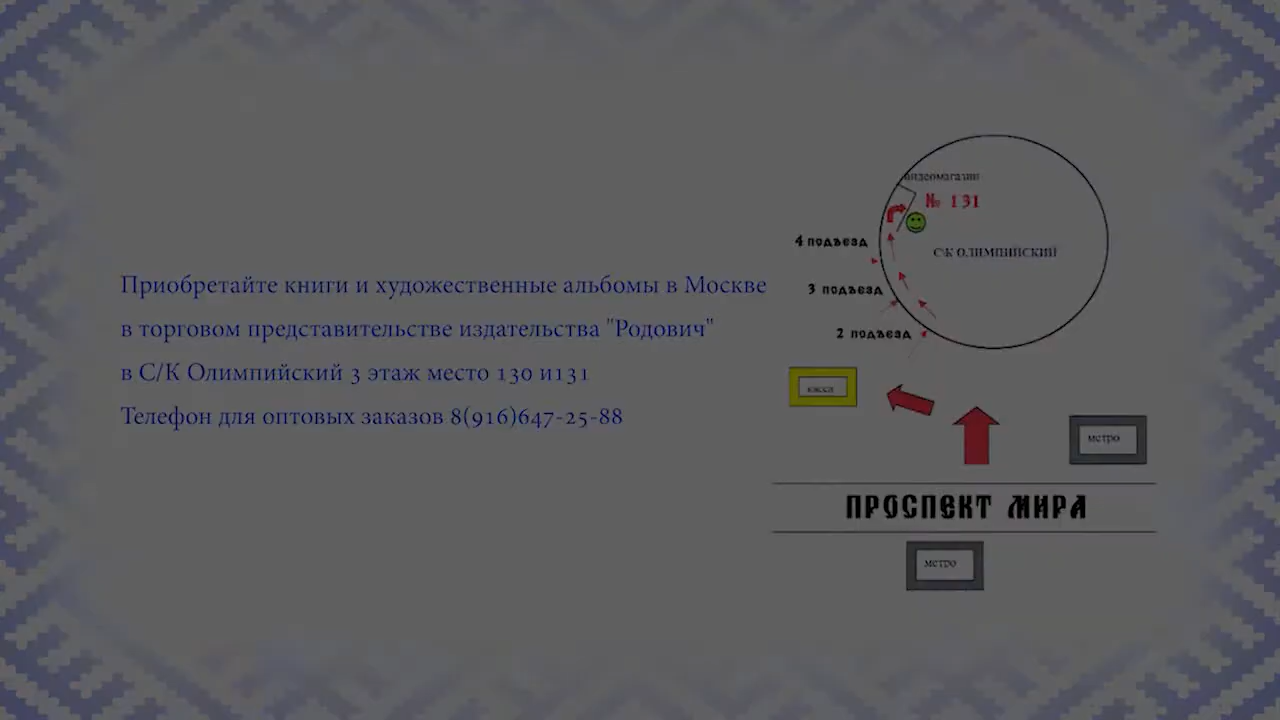 Приобретайте книги и художественные альбомы в Москве
в торговом представительстве издательства "Родович"
в С/К Олимпийский 3 этаж место 130 и131
Телефон для оптовых заказов 8(916)647-25-88
видеомагазин
№ 131
4 подъезд
С\К ОЛИМПИЙСКИЙ
3 подъезд
2 подъезд
касса
метро
ПРОСПЕКТ МИРА
метро